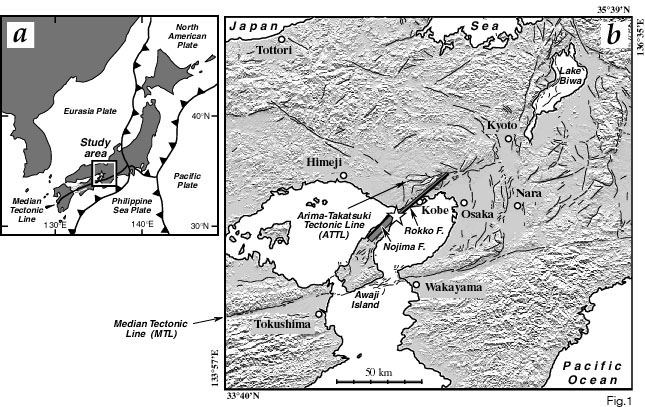 a
North
American
Plate
Eurasia Plate
40°N
Study
area
Pacific
Plate
Median
Tectonic
Line
Philippine
Sea Plate
130°E
140°E
30°N
35°39'N
136°35'E
Japan
Sea
b
Tottori
Lake
Biwa
Kyoto
Himeji
Nara
Arima-Takatsuki
Tectonic Line
(ATTL)
Kobe
Osaka
Rokko F.
Nojima F.
Wakayama
Awaji
Island
Median Tectonic
Line (MTL)
Tokushima
133°57'E
50 km
Pacific
Ocean
33°40'N
Fig.1